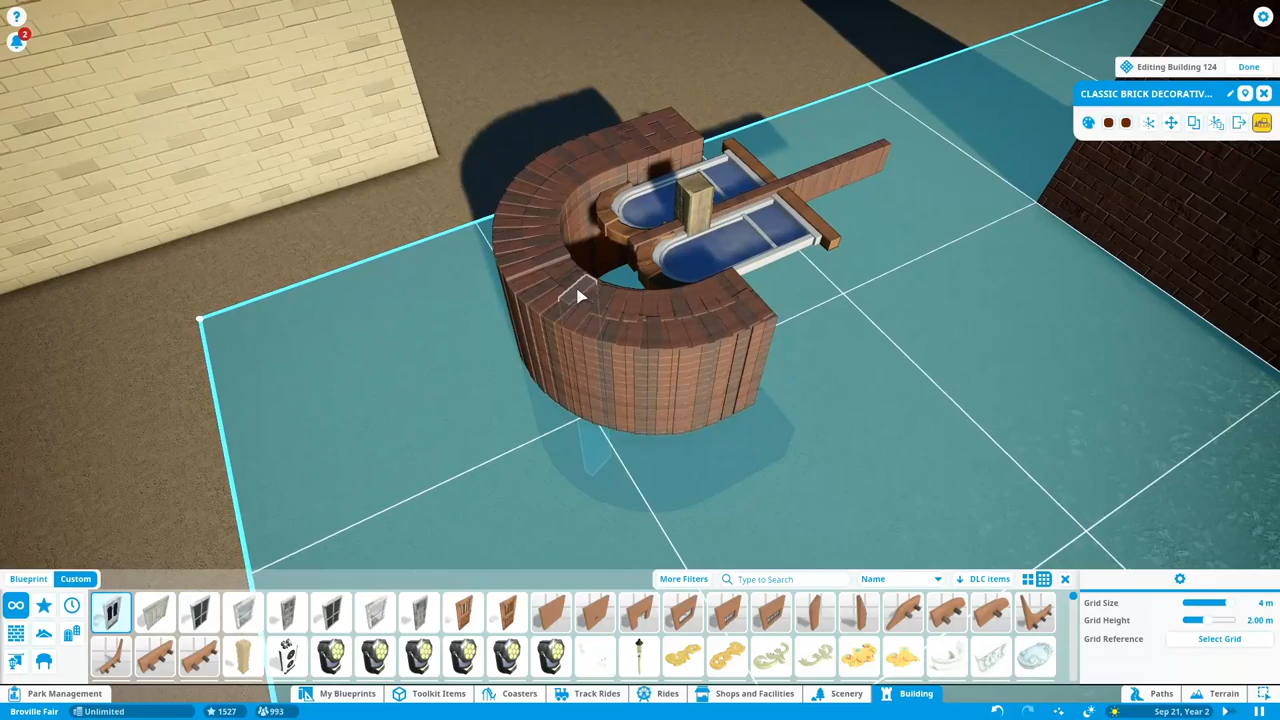 ?
2
Editing Building 124 Done
CLASSIC BRICK DECORATIV...
Blueprint Custom More Filters Type to Search Name DLC items
Grid Size 4 m
Grid Height 2.00 m
Grid Reference Select Grid
Park Management My Blueprints Toolkit Items Coasters Track Rides Rides Shops and Facilities Scenery Building Paths Terrain
Broville Fair Unlimited 1527 993 Sep 21, Year 2